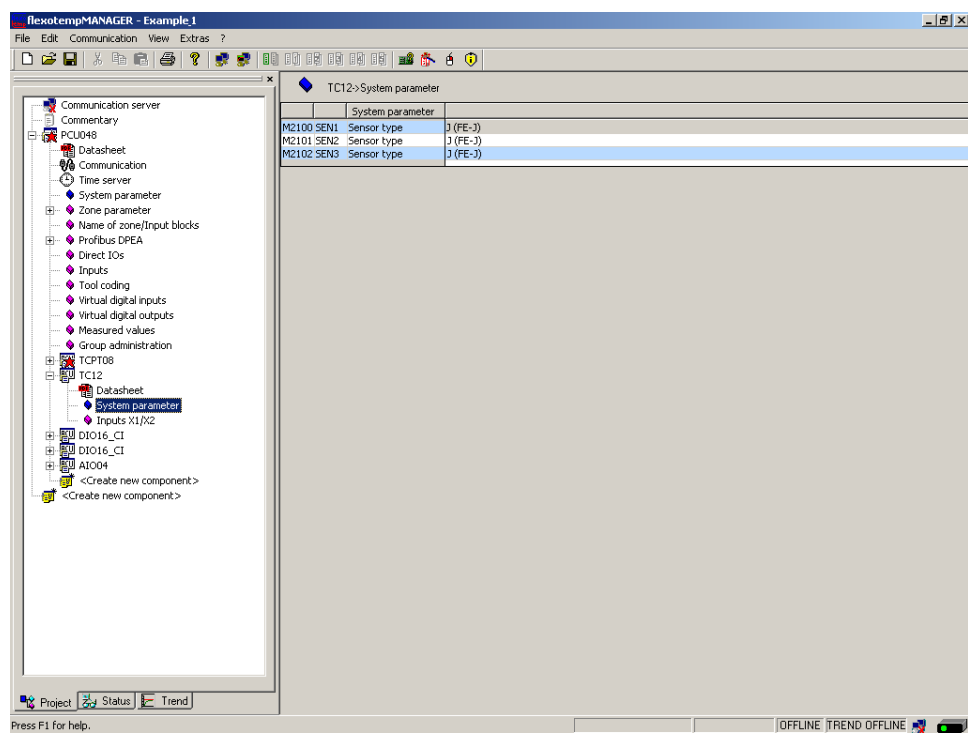 flexotempMANAGER - Example_1
File Edit Communication View Extras ?
TC12->System parameter
System parameter
M2100 SEN1 Sensor type J (FE-J)
M2101 SEN2 Sensor type J (FE-J)
M2102 SEN3 Sensor type J (FE-J)
Communication server
Commentary
PCU048
Datasheet
Communication
Time server
System parameter
Zone parameter
Name of zone/Input blocks
Profibus DPEA
Direct IOs
Inputs
Tool coding
Virtual digital inputs
Virtual digital outputs
Measured values
Group administration
TCPT08
TC12
Datasheet
System parameter
Inputs X1/X2
DIO16_CI
DIO16_CI
AIO04
<Create new component>
<Create new component>
Project Status Trend
Press F1 for help. OFFLINE TREND OFFLINE